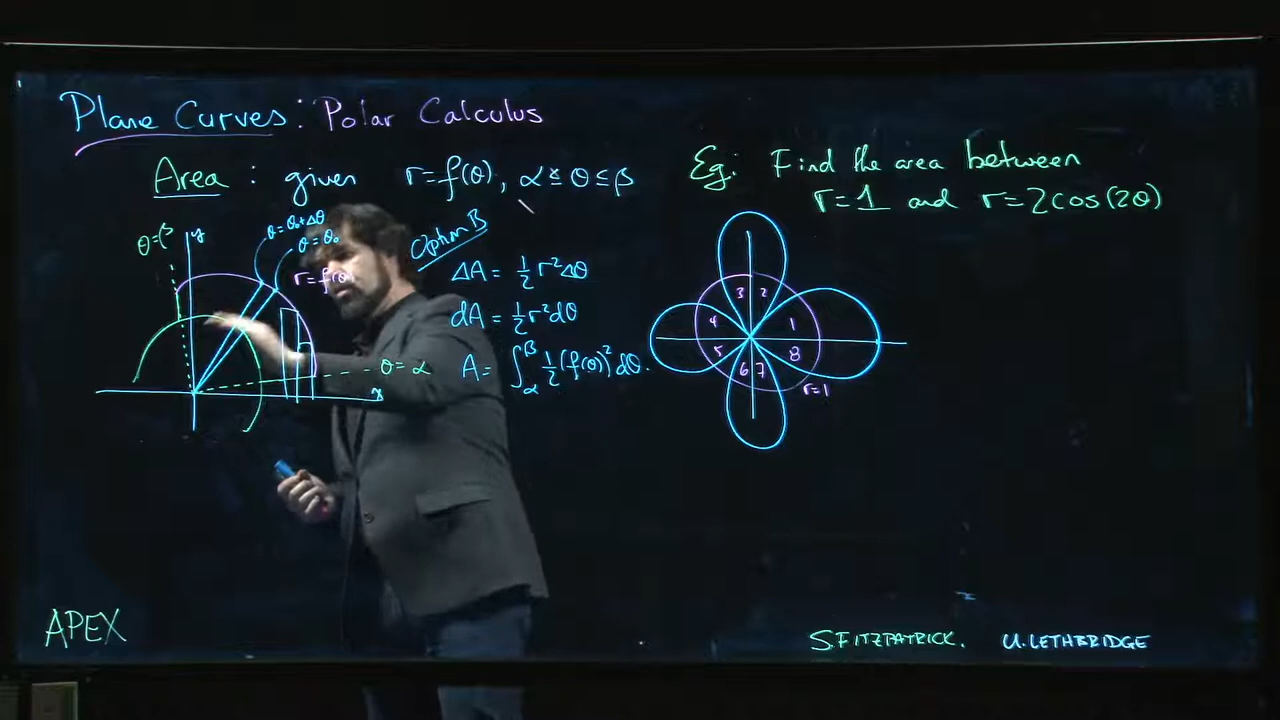 Plane Curves: Polar Calculus
Area: given r=f(θ), α≤θ≤β
θ=β
y
θ=θ₀+Δθ
θ=θ₀
r=f(θ)
θ=α
x
Option B
ΔA = ½r²Δθ
dA = ½r²dθ
A = ∫_α^β ½(f(θ))²dθ.
Eg: Find the area between
r=1 and r=2cos(2θ)
3 2
4 1
5 8
6 7
r=1
APEX
S.FITZPATRICK. U.LETHBRIDGE